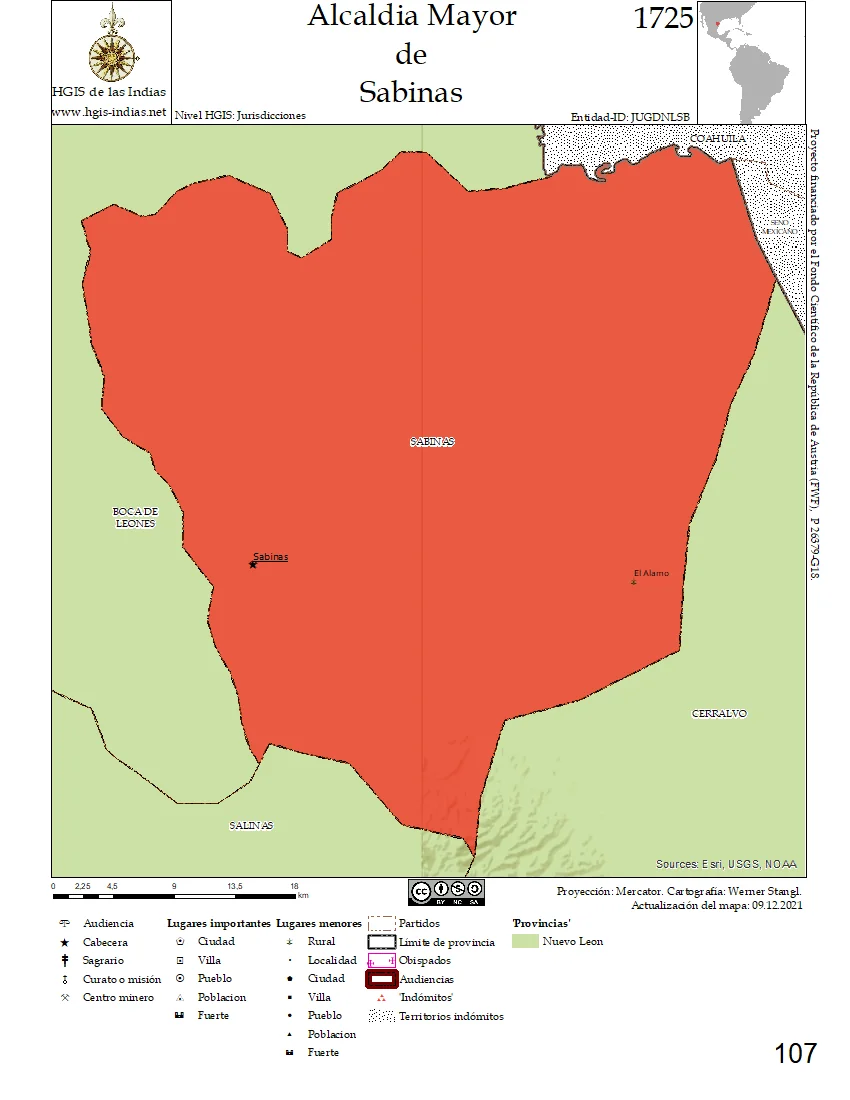 Alcaldia Mayor
de
Sabinas
1725
HGIS de las Indias
www.hgis-indias.net
Nivel HGIS: Jurisdicciones
Entidad-ID: JUGDNLSB
COAHUILA
SENO
MEXICANO
SABINAS
BOCA DE
LEONES
Sabinas
El Alamo
CERRALVO
SALINAS
Sources: Esri, USGS, NOAA
Proyecto financiado por el Fondo Científico de la República de Austria (FWF), P 26379-G18.
0 2,25 4,5 9 13,5 18
km
CC BY NC SA
Proyección: Mercator. Cartografía: Werner Stangl.
Actualización del mapa: 09.12.2021
Audiencia
Cabecera
Sagrario
Curato o misión
Centro minero
Lugares importantes
Ciudad
Villa
Pueblo
Poblacion
Fuerte
Lugares menores
Rural
Localidad
Ciudad
Villa
Pueblo
Poblacion
Fuerte
Partidos
Límite de provincia
Obispados
Audiencias
'Indómitos'
Territorios indómitos
'Provincias'
Nuevo Leon
107